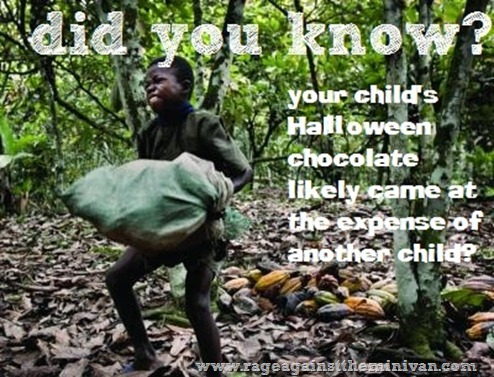 did you know?
your child's
Halloween
chocolate
likely came at
the expense of
another child?
www.rageagainsttheminivan.com